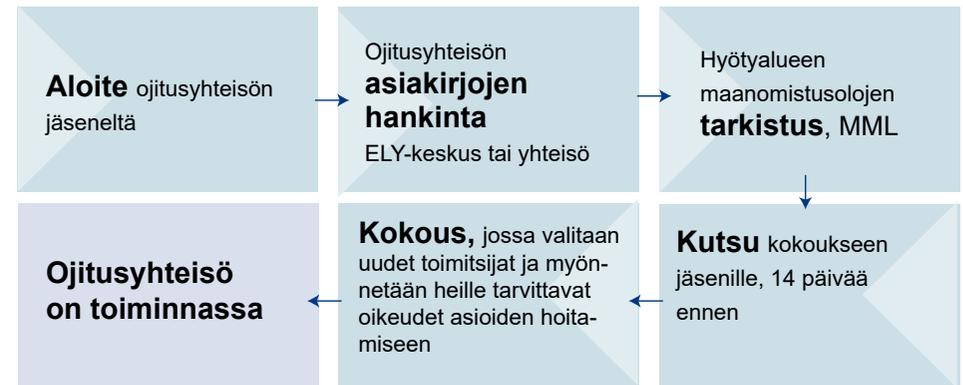 Aloite ojitusyhteisön
jäseneltä
Ojitusyhteisön
asiakirjojen
hankinta
ELY-keskus tai yhteisö
Hyötyalueen
maanomistusolojen
tarkistus, MML
Kutsu kokoukseen
jäsenille, 14 päivää
ennen
Kokous, jossa valitaan
uudet toimitsijat ja myön-
netään heille tarvittavat
oikeudet asioiden hoita-
miseen
Ojitusyhteisö
on toiminnassa